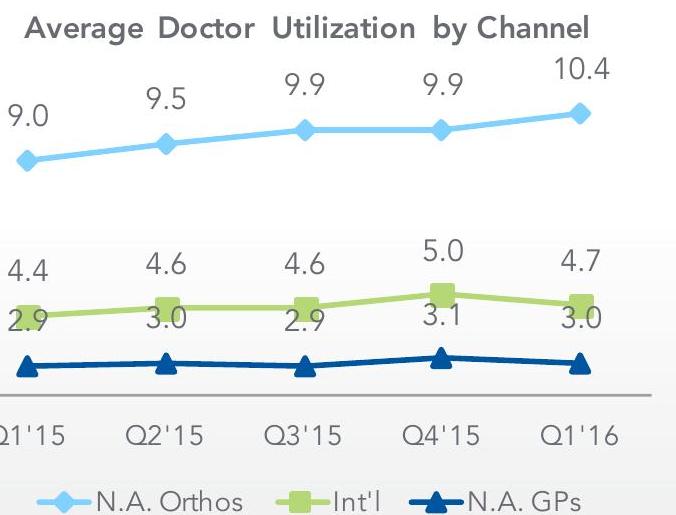 Average Doctor Utilization by Channel
10.4
9.9 9.9
9.5
9.0
5.0
4.7
4.6 4.6
4.4
2.9 3.0 2.9 3.1 3.0
Q1'15 Q2'15 Q3'15 Q4'15 Q1'16
N.A. Orthos Int'l N.A. GPs